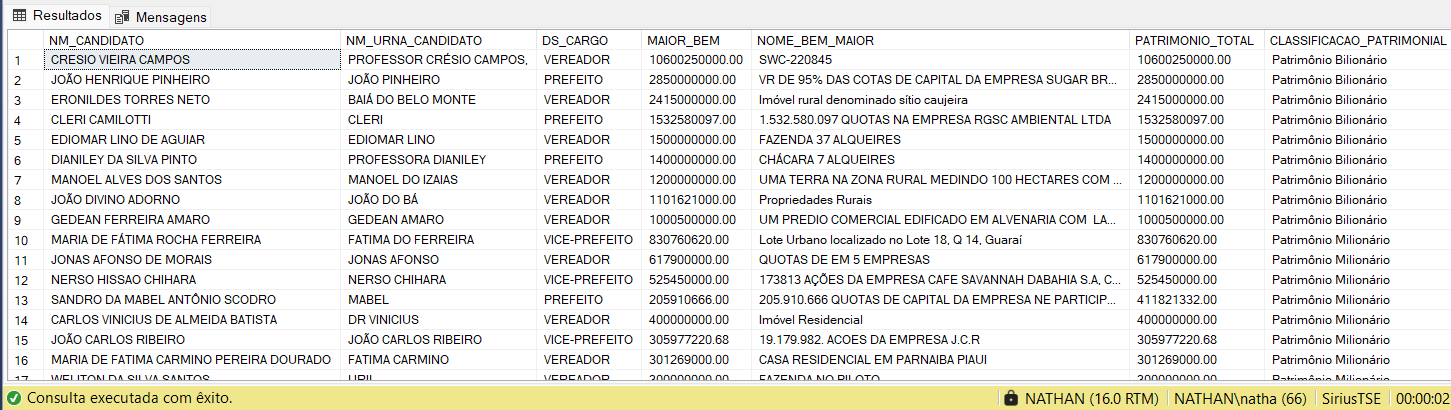 Resultados Mensagens
NM_CANDIDATO NM_URNA_CANDIDATO DS_CARGO MAIOR_BEM NOME_BEM_MAIOR PATRIMONIO_TOTAL CLASSIFICACAO_PATRIMONIAL
1 CRESIO VIEIRA CAMPOS PROFESSOR CRÉSIO CAMPOS, VEREADOR 10600250000.00 SWC-220845 10600250000.00 Patrimônio Bilionário
2 JOÃO HENRIQUE PINHEIRO JOÃO PINHEIRO PREFEITO 2850000000.00 VR DE 95% DAS COTAS DE CAPITAL DA EMPRESA SUGAR BR... 2850000000.00 Patrimônio Bilionário
3 ERONILDES TORRES NETO BAIÁ DO BELO MONTE VEREADOR 2415000000.00 Imóvel rural denominado sítio caujeira 2415000000.00 Patrimônio Bilionário
4 CLERI CAMILOTTI CLERI PREFEITO 1532580097.00 1.532.580.097 QUOTAS NA EMPRESA RGSC AMBIENTAL LTDA 1532580097.00 Patrimônio Bilionário
5 EDIOMAR LINO DE AGUIAR EDIOMAR LINO VEREADOR 1500000000.00 FAZENDA 37 ALQUEIRES 1500000000.00 Patrimônio Bilionário
6 DIANILEY DA SILVA PINTO PROFESSORA DIANILEY PREFEITO 1400000000.00 CHÁCARA 7 ALQUEIRES 1400000000.00 Patrimônio Bilionário
7 MANOEL ALVES DOS SANTOS MANOEL DO IZAIAS VEREADOR 1200000000.00 UMA TERRA NA ZONA RURAL MEDINDO 100 HECTARES COM ... 1200000000.00 Patrimônio Bilionário
8 JOÃO DIVINO ADORNO JOÃO DO BÁ VEREADOR 1101621000.00 Propriedades Rurais 1101621000.00 Patrimônio Bilionário
9 GEDEAN FERREIRA AMARO GEDEAN AMARO VEREADOR 1000500000.00 UM PREDIO COMERCIAL EDIFICADO EM ALVENARIA COM LA... 1000500000.00 Patrimônio Bilionário
10 MARIA DE FÁTIMA ROCHA FERREIRA FATIMA DO FERREIRA VICE-PREFEITO 830760620.00 Lote Urbano localizado no Lote 18, Q 14, Guaraí 830760620.00 Patrimônio Milionário
11 JONAS AFONSO DE MORAIS JONAS AFONSO VEREADOR 617900000.00 QUOTAS DE EM 5 EMPRESAS 617900000.00 Patrimônio Milionário
12 NERSO HISSAO CHIHARA NERSO CHIHARA VICE-PREFEITO 525450000.00 173813 AÇÕES DA EMPRESA CAFE SAVANNAH DABAHIA S.A, C... 525450000.00 Patrimônio Milionário
13 SANDRO DA MABEL ANTÔNIO SCODRO MABEL PREFEITO 205910666.00 205.910.666 QUOTAS DE CAPITAL DA EMPRESA NE PARTICIP... 411821332.00 Patrimônio Milionário
14 CARLOS VINICIUS DE ALMEIDA BATISTA DR VINICIUS VEREADOR 400000000.00 Imóvel Residencial 400000000.00 Patrimônio Milionário
15 JOÃO CARLOS RIBEIRO JOÃO CARLOS RIBEIRO VICE-PREFEITO 305977220.68 19.179.982. ACOES DA EMPRESA J.C.R 305977220.68 Patrimônio Milionário
16 MARIA DE FATIMA CARMINO PEREIRA DOURADO FATIMA CARMINO VEREADOR 301269000.00 CASA RESIDENCIAL EM PARNAIBA PIAUI 301269000.00 Patrimônio Milionário
17 WELITON DA SILVA SANTOS VEREADOR 300000000.00 FAZENDA NO PILOTO 300000000.00 Patrimônio Milionário
Consulta executada com êxito. NATHAN (16.0 RTM) NATHAN\natha (66) SiriusTSE 00:00:02